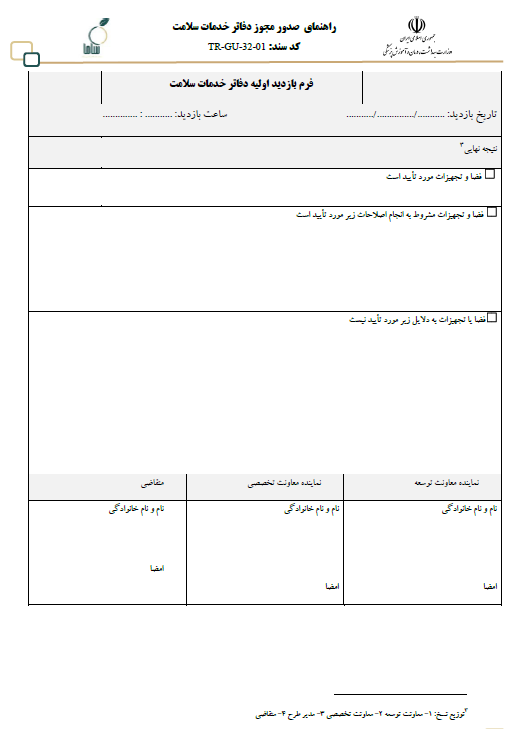 راهنمای صدور مجوز دفاتر خدمات سلامت
کد سند: TR-GU-32-01
جمهوری اسلامی ایران
وزارت بهداشت، درمان و آموزش پزشکی
ساها
فرم بازدید اولیه دفاتر خدمات سلامت
تاریخ بازدید: .........../.............../........... ساعت بازدید: ........... : .............
نتیجه نهایی۳
فضا و تجهیزات مورد تأیید است
فضا و تجهیزات مشروط به انجام اصلاحات زیر مورد تأیید است
فضا یا تجهیزات به دلایل زیر مورد تأیید نیست
نماینده معاونت توسعه نماینده معاونت تخصصی متقاضی
نام و نام خانوادگی نام و نام خانوادگی نام و نام خانوادگی
امضا امضا امضا
۳توزیع نسخ: ۱- معاونت توسعه ۲- معاونت تخصصی ۳- مدیر طرح ۴- متقاضی